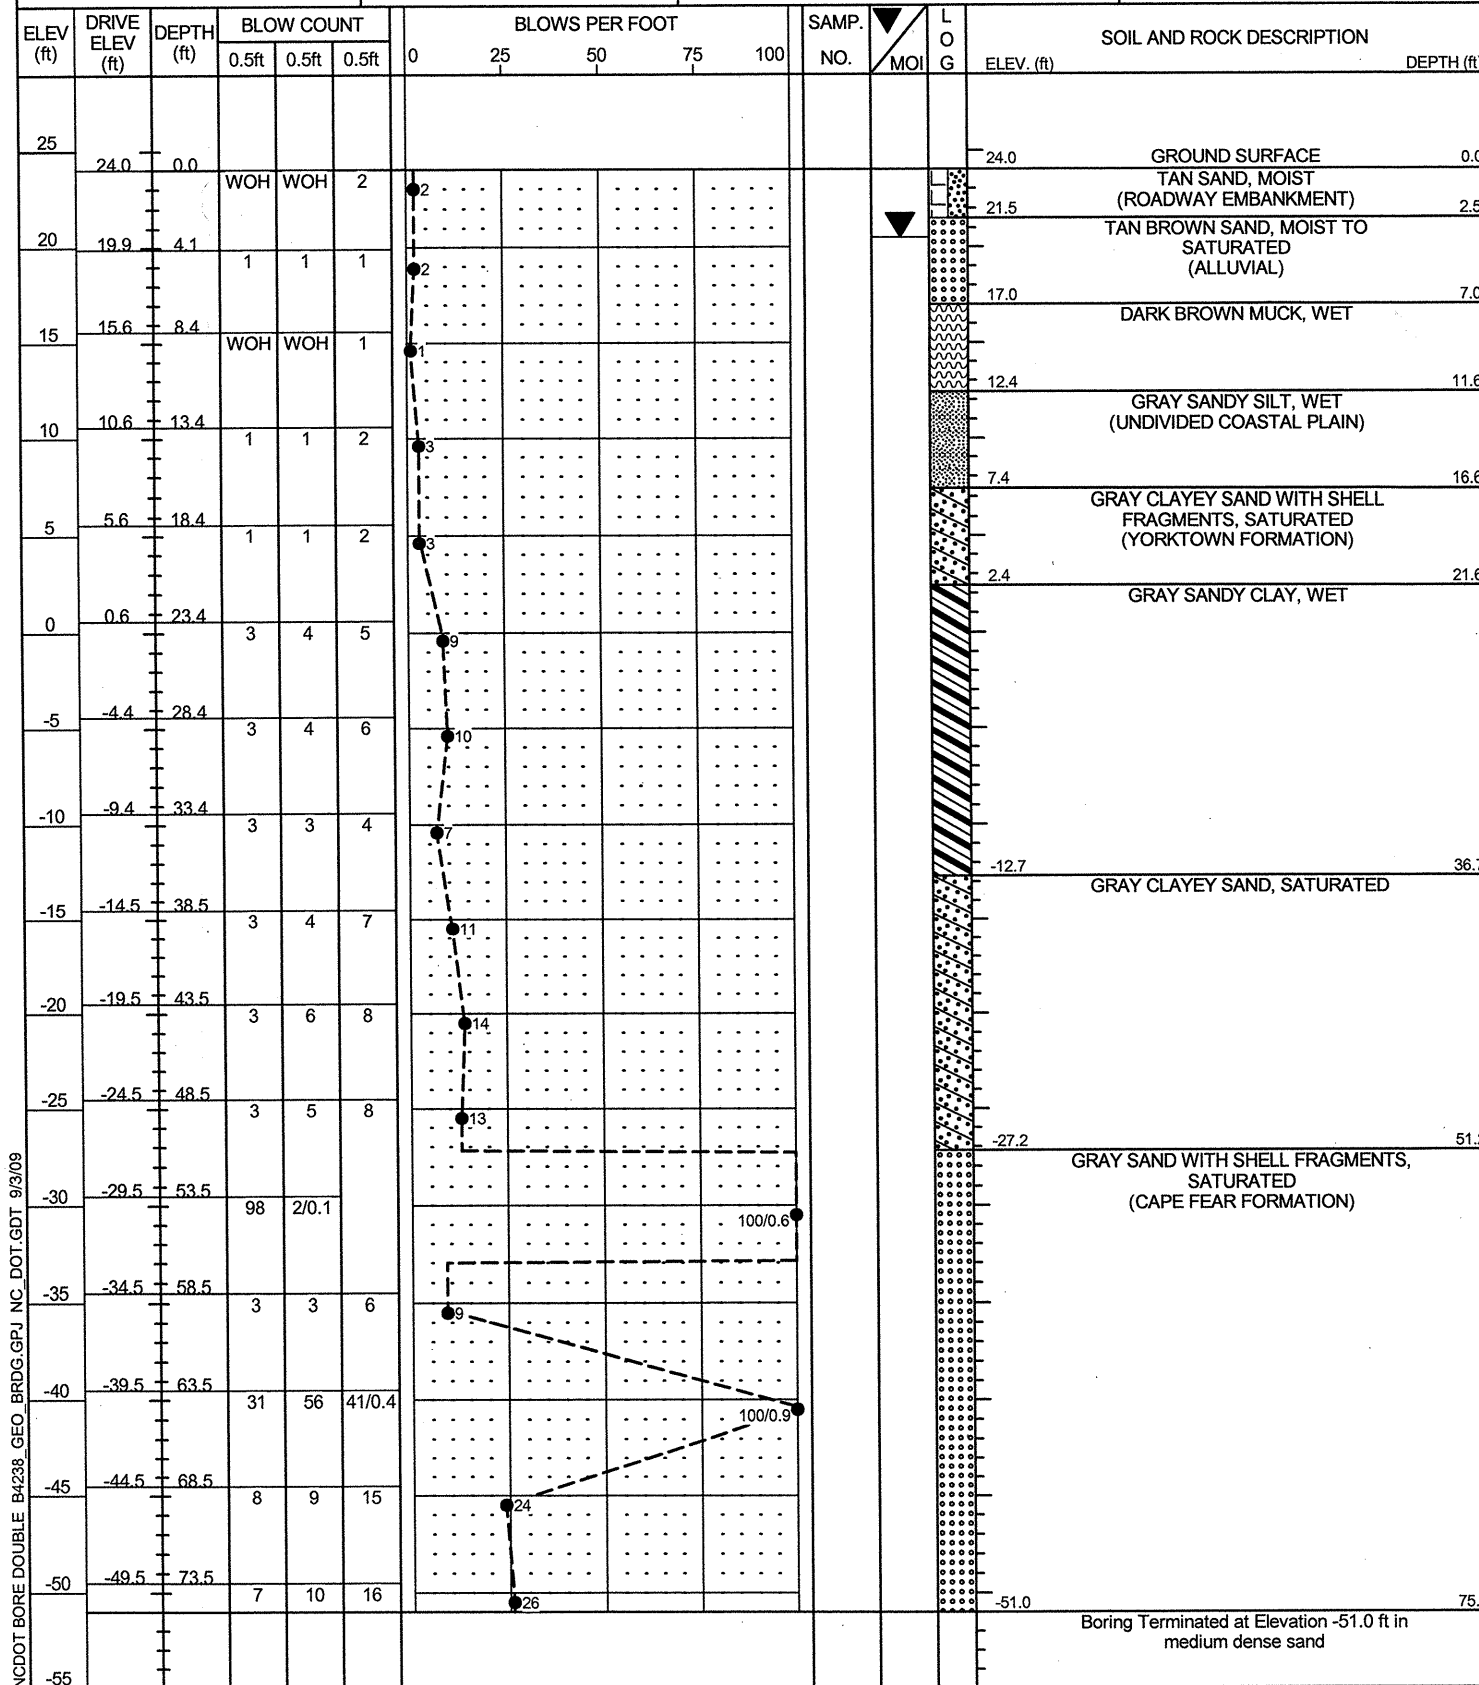 ELEV (ft) DRIVE ELEV (ft) DEPTH (ft) BLOW COUNT BLOWS PER FOOT SAMP. NO. MOI LOG SOIL AND ROCK DESCRIPTION
0.5ft 0.5ft 0.5ft 0 25 50 75 100 ELEV. (ft) DEPTH (ft
25
24.0 0.0 24.0 GROUND SURFACE 0.0
WOH WOH 2 2 TAN SAND, MOIST
(ROADWAY EMBANKMENT)
21.5 2.5
TAN BROWN SAND, MOIST TO
20 19.9 4.1 SATURATED
1 1 1 2 (ALLUVIAL)
17.0 7.0
DARK BROWN MUCK, WET
15 15.6 8.4
WOH WOH 1 1
12.4 11.6
GRAY SANDY SILT, WET
10 10.6 13.4 (UNDIVIDED COASTAL PLAIN)
1 1 2 3
7.4 16.6
GRAY CLAYEY SAND WITH SHELL
5 5.6 18.4 FRAGMENTS, SATURATED
1 1 2 3 (YORKTOWN FORMATION)
2.4 21.6
GRAY SANDY CLAY, WET
0 0.6 23.4
3 4 5 9
-5 -4.4 28.4
3 4 6 10
-10 -9.4 33.4
3 3 4 7
-12.7 36.7
GRAY CLAYEY SAND, SATURATED
-15 -14.5 38.5
3 4 7 11
-20 -19.5 43.5
3 6 8 14
-25 -24.5 48.5
3 5 8 13
-27.2 51.
GRAY SAND WITH SHELL FRAGMENTS,
SATURATED
-30 -29.5 53.5 (CAPE FEAR FORMATION)
98 2/0.1 100/0.6
-35 -34.5 58.5
3 3 6 9
-40 -39.5 63.5
31 56 41/0.4 100/0.9
-45 -44.5 68.5
8 9 15 24
-50 -49.5 73.5
7 10 16 26
-51.0 75.
Boring Terminated at Elevation -51.0 ft in
medium dense sand
-55
NCDOT BORE DOUBLE B4238_GEO_BRDG.GPJ NC_DOT.GDT 9/3/09